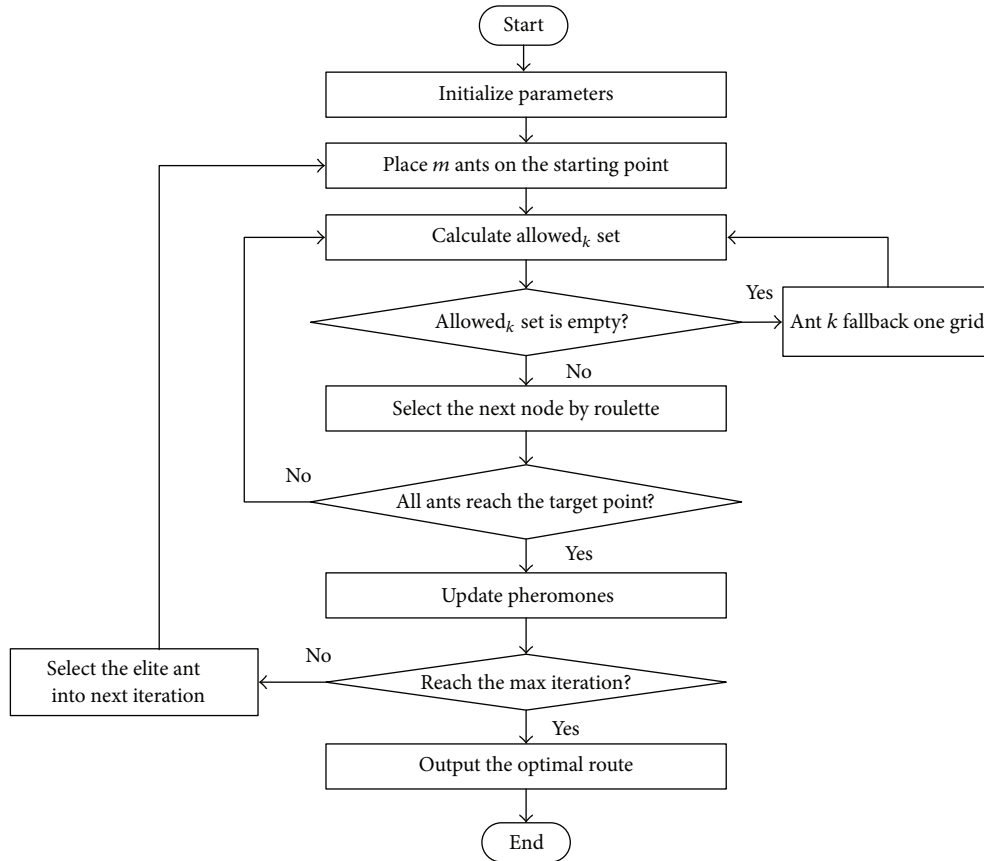 Start
Initialize parameters
Place m ants on the starting point
Calculate allowedₖ set
Allowedₖ set is empty?
Yes
Ant k fallback one grid
No
Select the next node by roulette
No
All ants reach the target point?
Yes
Update pheromones
Select the elite ant
into next iteration
No
Reach the max iteration?
Yes
Output the optimal route
End